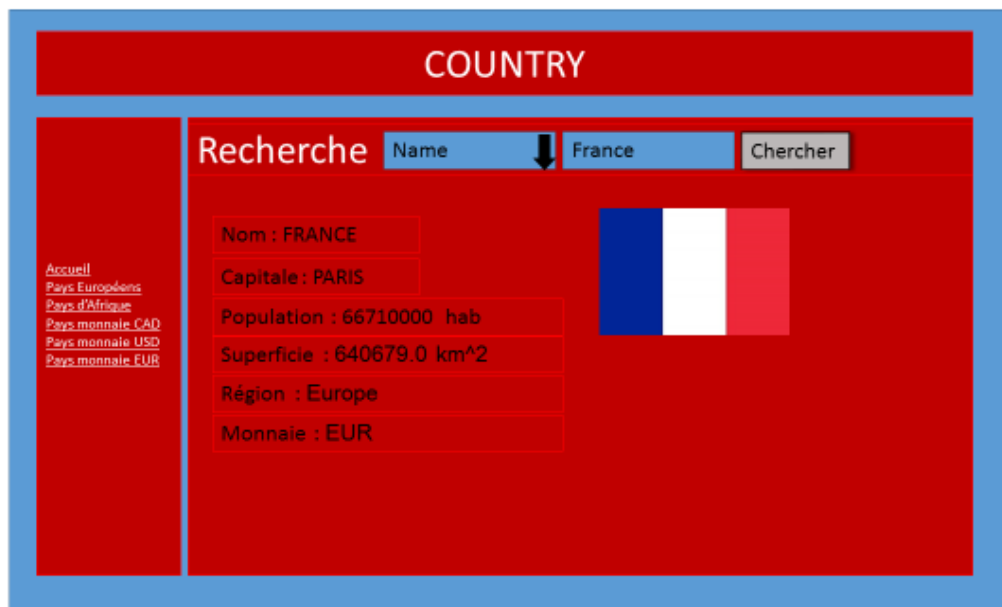 COUNTRY
Recherche Name France Chercher
Accueil
Pays Européens
Pays d'Afrique
Pays monnaie CAD
Pays monnaie USD
Pays monnaie EUR
Nom : FRANCE
Capitale : PARIS
Population : 66710000 hab
Superficie : 640679.0 km^2
Région : Europe
Monnaie : EUR